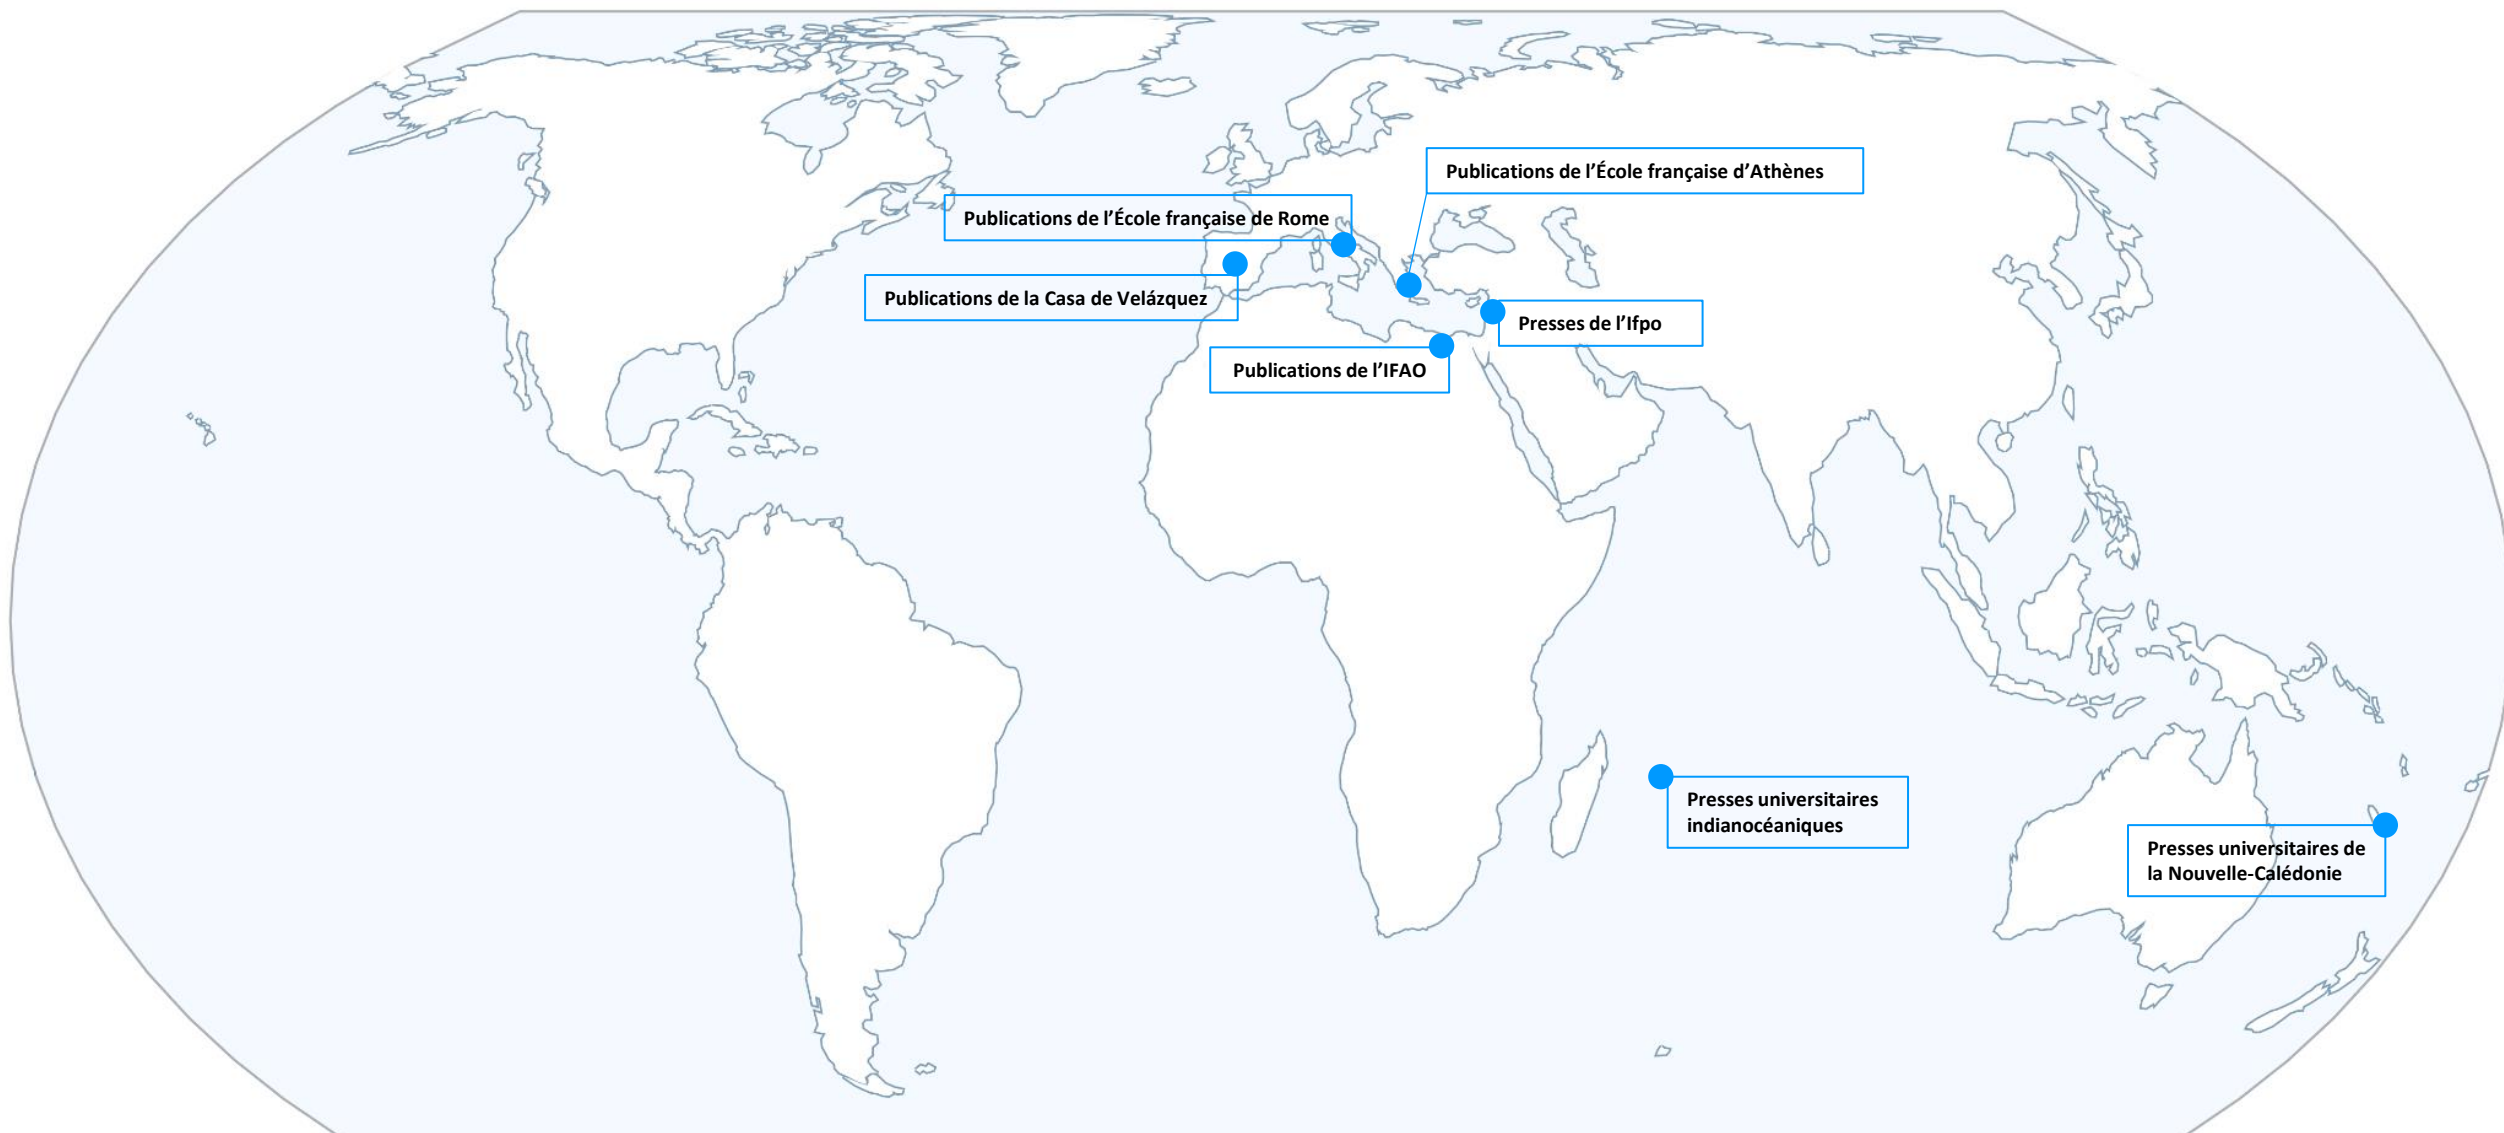 Publications de l’École française d’Athènes
Publications de l’École française de Rome
Publications de la Casa de Velázquez
Presses de l’Ifpo
Publications de l’IFAO
Presses universitaires
indianocéaniques
Presses universitaires de
la Nouvelle-Calédonie